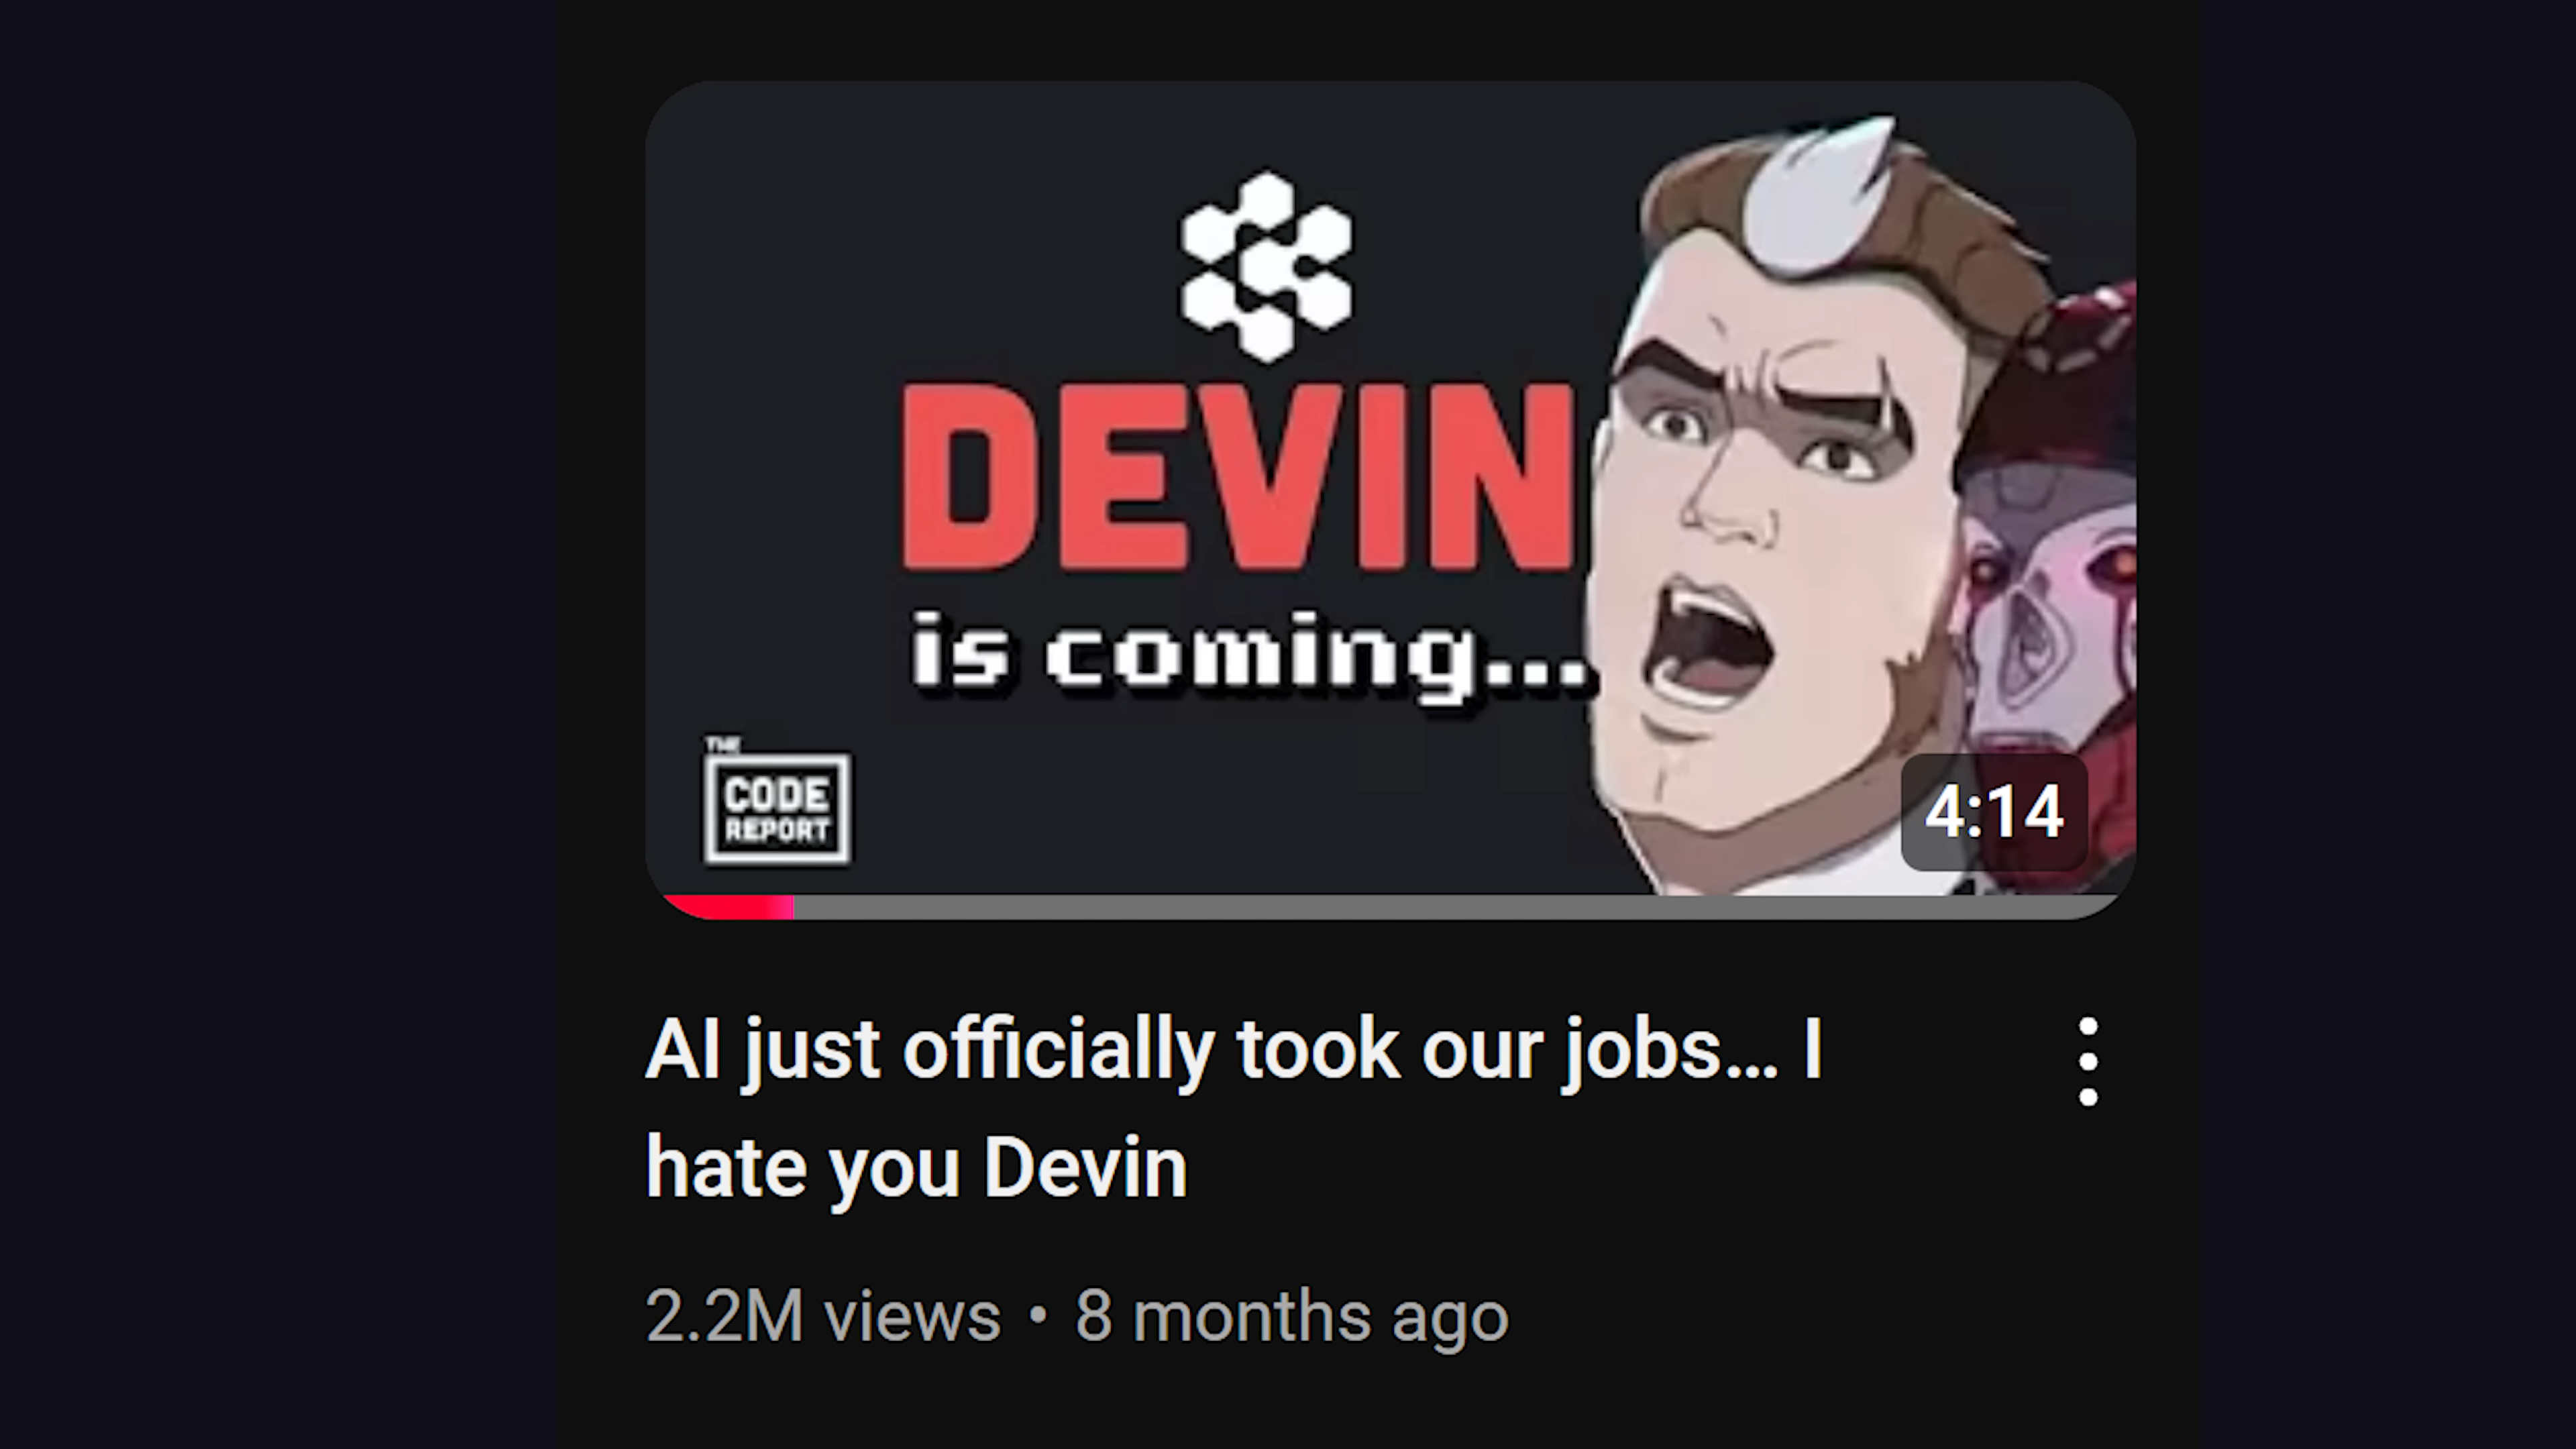 DEVIN
is coming...
THE
CODE
REPORT
4:14
AI just officially took our jobs… I
hate you Devin
2.2M views • 8 months ago